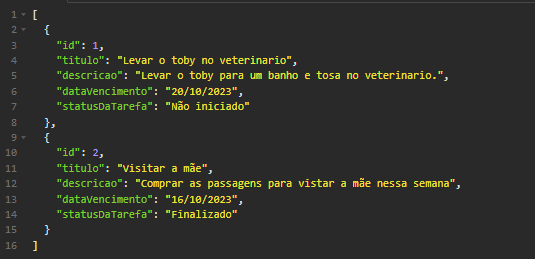 1 [
2 {
3 "id": 1,
4 "titulo": "Levar o toby no veterinario",
5 "descricao": "Levar o toby para um banho e tosa no veterinario.",
6 "dataVencimento": "20/10/2023",
7 "statusDaTarefa": "Não iniciado"
8 },
9 {
10 "id": 2,
11 "titulo": "Visitar a mãe",
12 "descricao": "Comprar as passagens para vistar a mãe nessa semana",
13 "dataVencimento": "16/10/2023",
14 "statusDaTarefa": "Finalizado"
15 }
16 ]